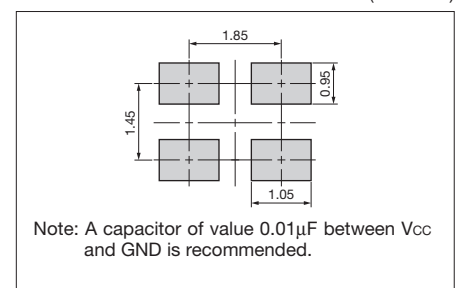 1.85
0.95
1.45
1.05
Note: A capacitor of value 0.01μF between Vcc
and GND is recommended.